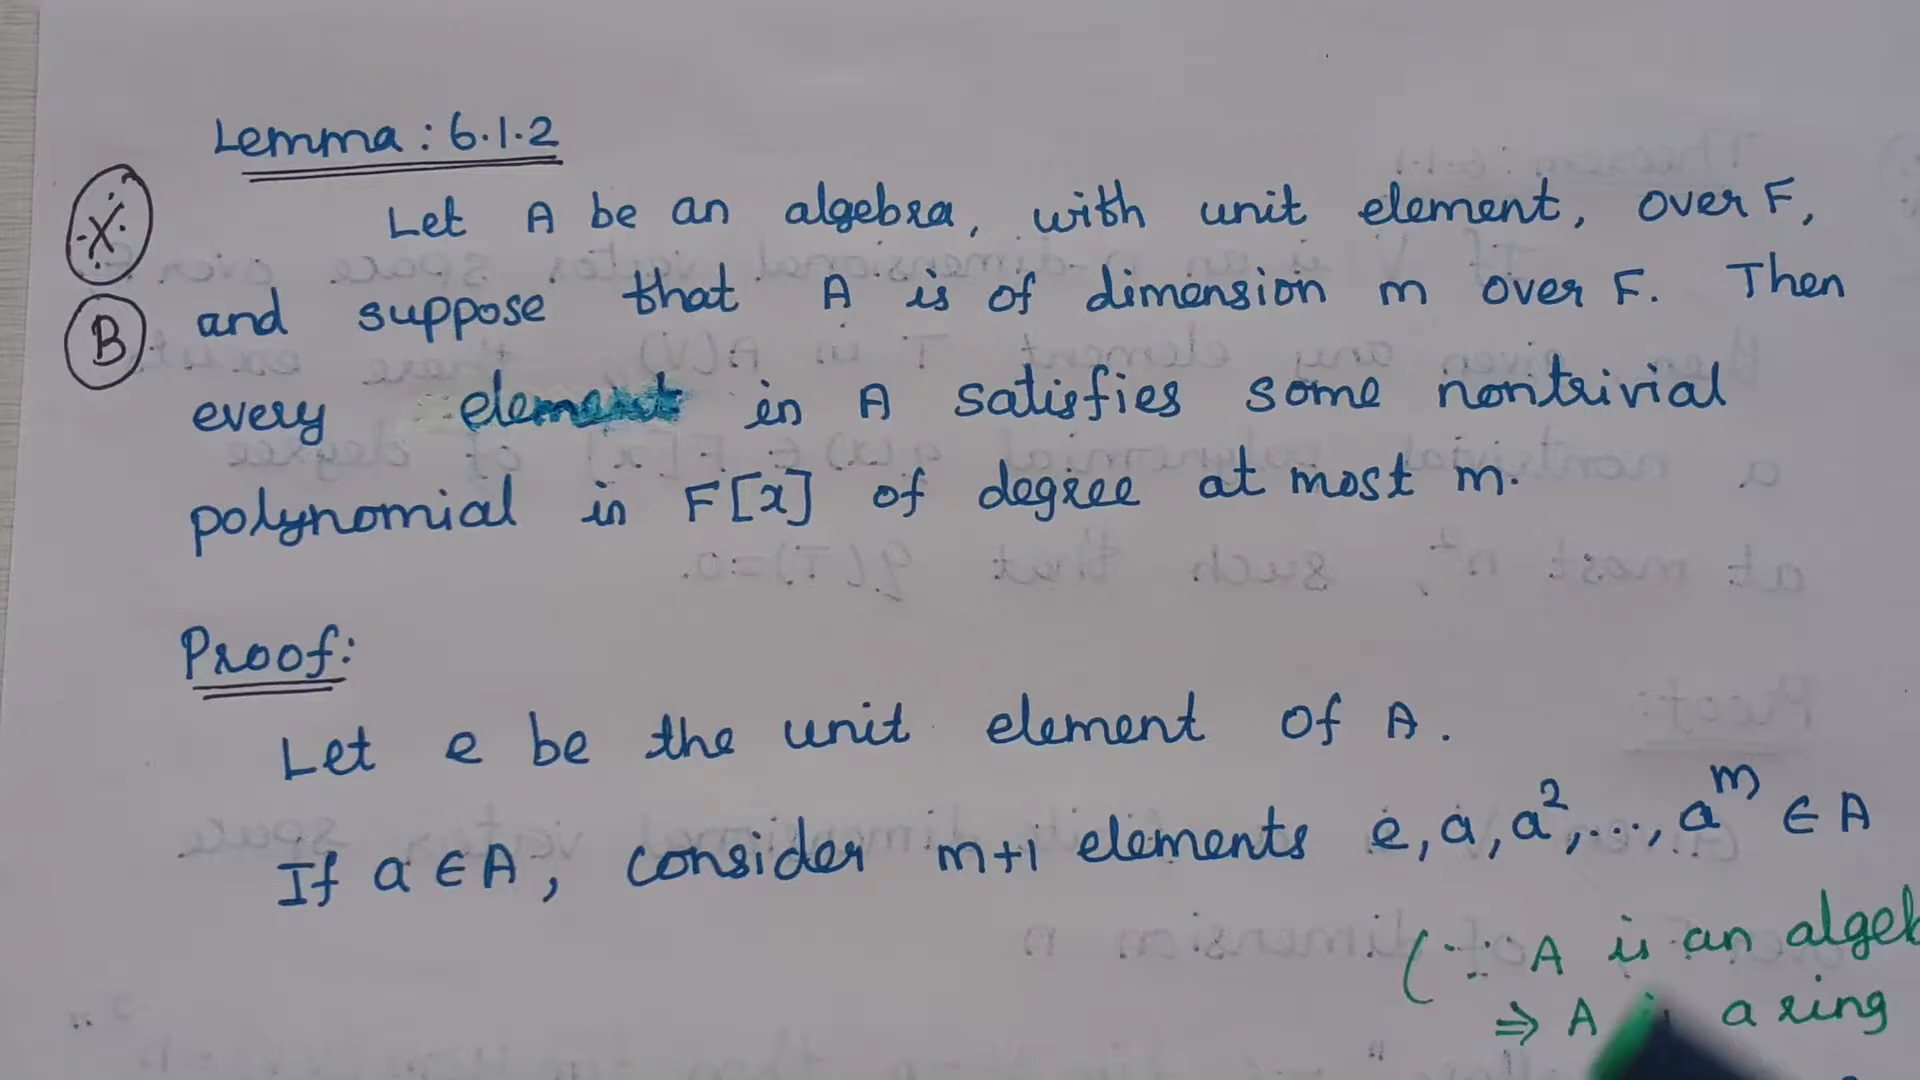 Lemma : 6.1.2
X
Let A be an algebra, with unit element, over F,
and suppose that A is of dimension m over F. Then
B
every element in A satisfies some nontrivial
polynomial in F[x] of degree at most m.
Proof:
Let e be the unit element of A.
If a ∈ A, consider m+1 elements e, a, a², ..., aᵐ ∈ A
(∵ A is an algeb
⇒ A is a ring